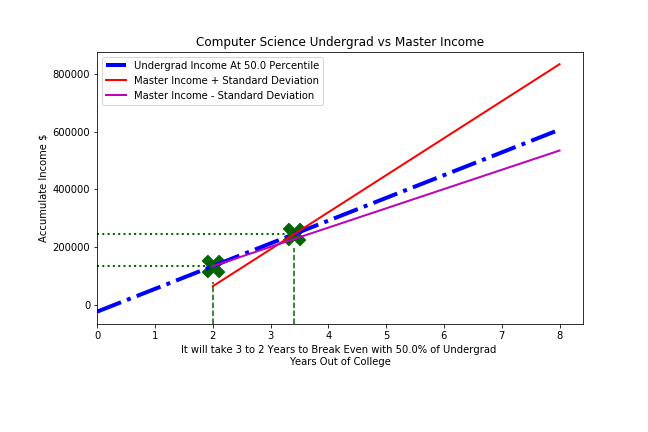 Computer Science Undergrad vs Master Income
Undergrad Income At 50.0 Percentile
Master Income + Standard Deviation
Master Income - Standard Deviation
Accumulate Income $
800000
600000
400000
200000
0
0 1 2 3 4 5 6 7 8
It will take 3 to 2 Years to Break Even with 50.0% of Undergrad
Years Out of College